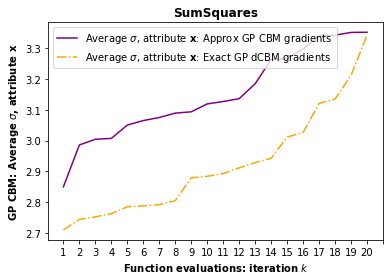 SumSquares
Average σ, attribute x: Approx GP CBM gradients
Average σ, attribute x: Exact GP dCBM gradients
GP CBM: Average σ, attribute x
3.3
3.2
3.1
3.0
2.9
2.8
2.7
1 2 3 4 5 6 7 8 9 10 11 12 13 14 15 16 17 18 19 20
Function evaluations: iteration k